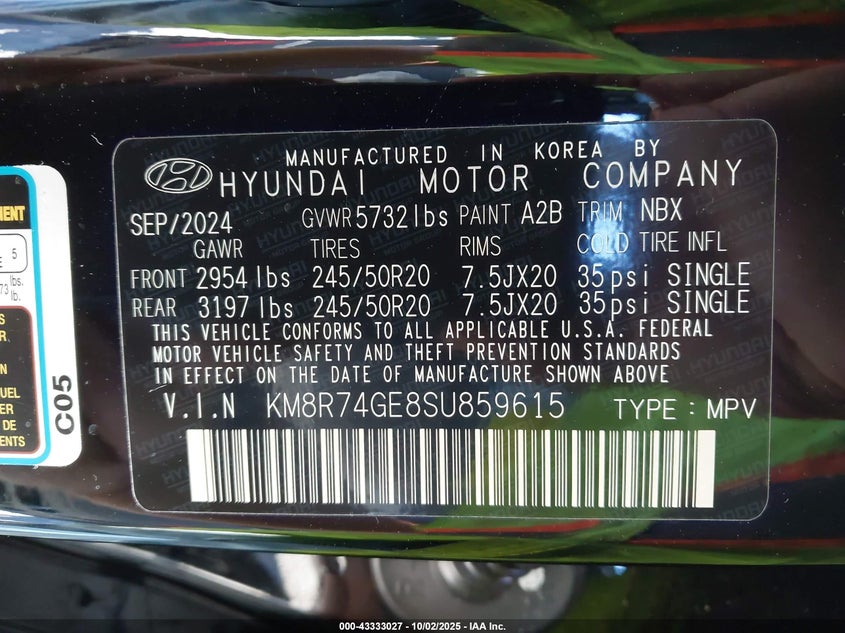 MANUFACTURED IN KOREA BY
HYUNDAI MOTOR COMPANY
SEP/2024 GVWR 5732 lbs PAINT A2B TRIM NBX
GAWR TIRES RIMS COLD TIRE INFL
FRONT 2954 lbs 245/50R20 7.5JX20 35psi SINGLE
REAR 3197 lbs 245/50R20 7.5JX20 35psi SINGLE
THIS VEHICLE CONFORMS TO ALL APPLICABLE U.S.A. FEDERAL
MOTOR VEHICLE SAFETY AND THEFT PREVENTION STANDARDS
IN EFFECT ON THE DATE OF MANUFACTURE SHOWN ABOVE
V.I.N KM8R74GE8SU859615 TYPE : MPV
5
lbs.
lb.
C05
000-43333027 - 10/02/2025 - IAA Inc.